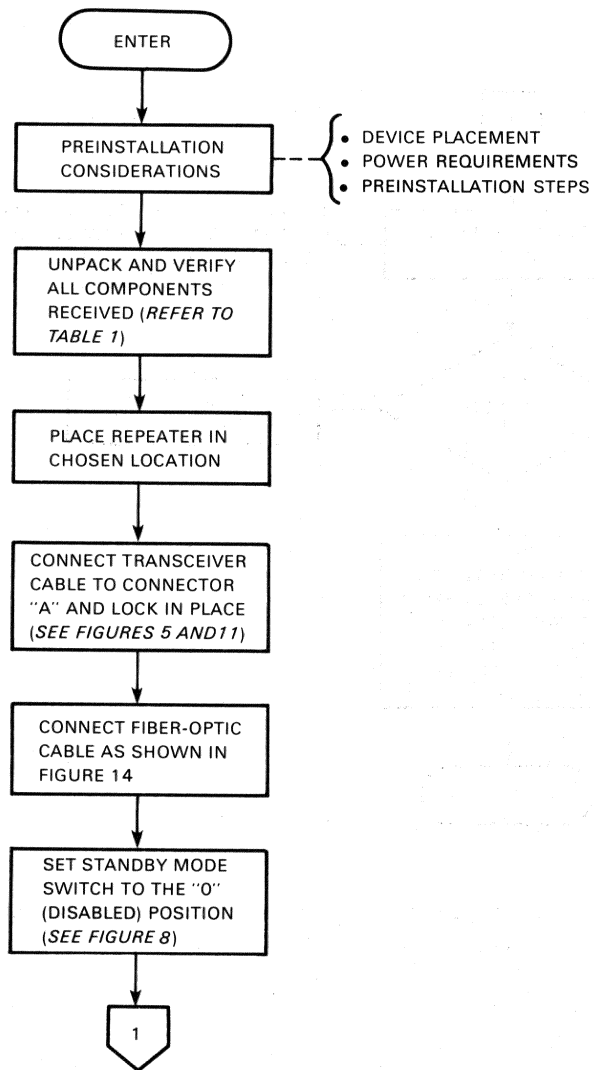 ENTER
PREINSTALLATION
CONSIDERATIONS
• DEVICE PLACEMENT
• POWER REQUIREMENTS
• PREINSTALLATION STEPS
UNPACK AND VERIFY
ALL COMPONENTS
RECEIVED (REFER TO
TABLE 1)
PLACE REPEATER IN
CHOSEN LOCATION
CONNECT TRANSCEIVER
CABLE TO CONNECTOR
"A" AND LOCK IN PLACE
(SEE FIGURES 5 AND11)
CONNECT FIBER-OPTIC
CABLE AS SHOWN IN
FIGURE 14
SET STANDBY MODE
SWITCH TO THE "0"
(DISABLED) POSITION
(SEE FIGURE 8)
1